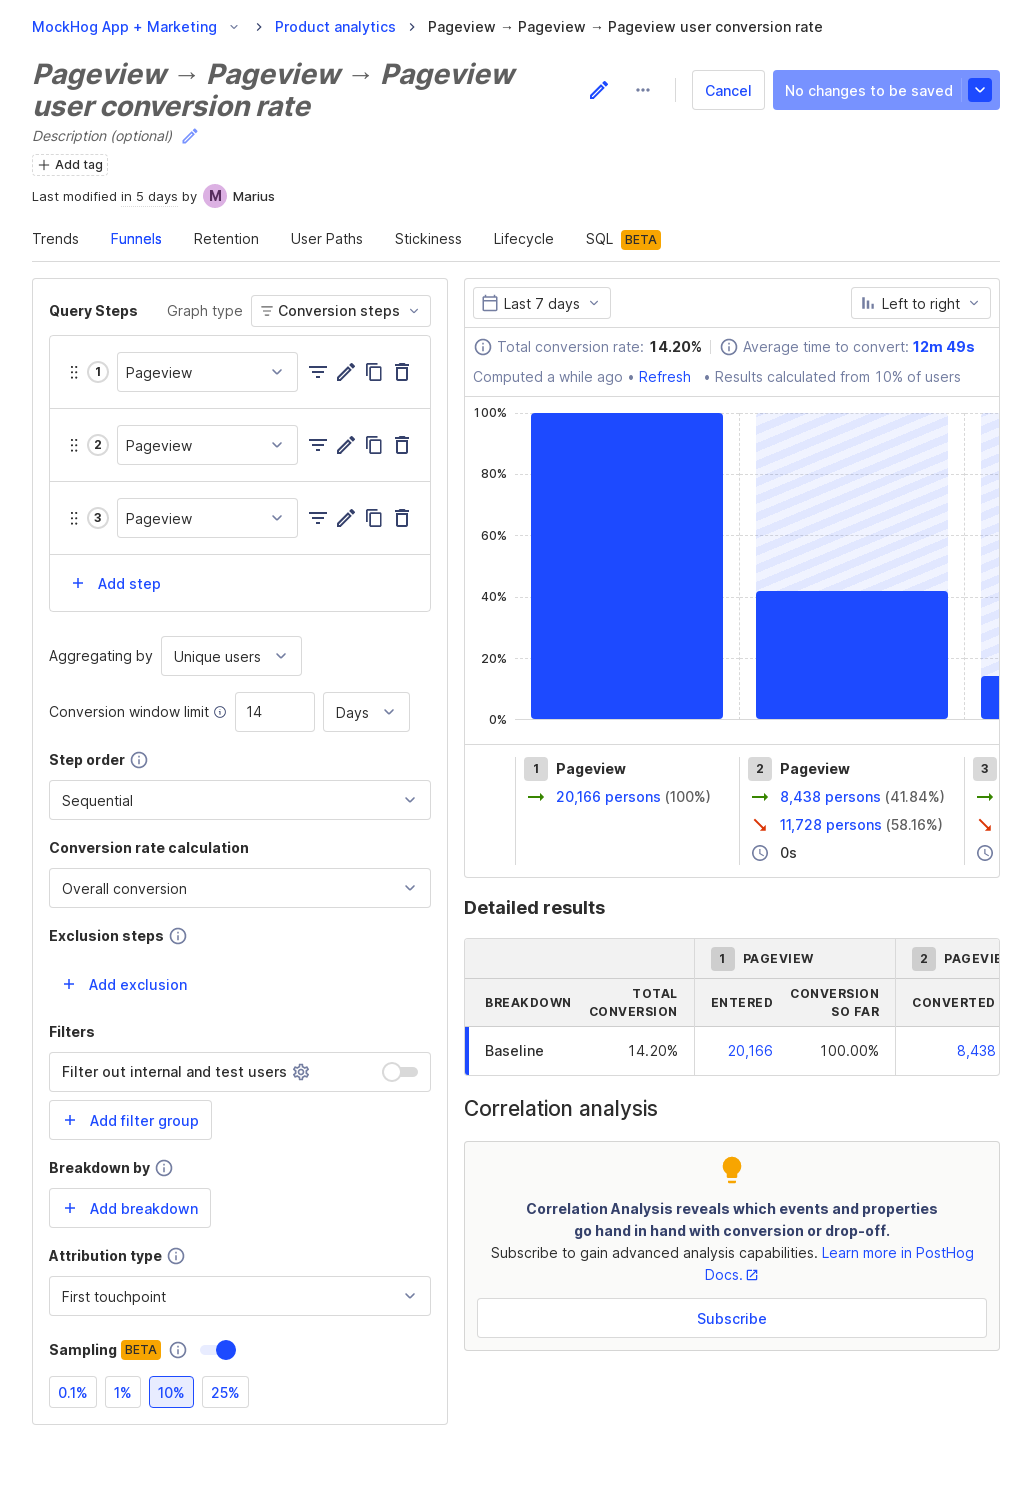 MockHog App + Marketing
Product analytics
Pageview → Pageview → Pageview user conversion rate
Pageview → Pageview → Pageview
user conversion rate
Cancel
No changes to be saved
Description (optional)
Add tag
Last modified in 5 days by M Marius
Trends
Funnels
Retention
User Paths
Stickiness
Lifecycle
SQL BETA
Query Steps
Graph type
Conversion steps
1 Pageview
2 Pageview
3 Pageview
Add step
Aggregating by Unique users
Conversion window limit 14 Days
Step order
Sequential
Conversion rate calculation
Overall conversion
Exclusion steps
Add exclusion
Filters
Filter out internal and test users
Add filter group
Breakdown by
Add breakdown
Attribution type
First touchpoint
Sampling BETA
0.1% 1% 10% 25%
Last 7 days
Left to right
Total conversion rate: 14.20%
Average time to convert: 12m 49s
Computed a while ago • Refresh • Results calculated from 10% of users
100%
80%
60%
40%
20%
0%
1 Pageview
20,166 persons (100%)
2 Pageview
8,438 persons (41.84%)
11,728 persons (58.16%)
0s
3
Detailed results
1 PAGEVIEW
2 PAGEVIE
BREAKDOWN
TOTAL
CONVERSION
ENTERED
CONVERSION
SO FAR
CONVERTED
Baseline 14.20% 20,166 100.00% 8,438
Correlation analysis
Correlation Analysis reveals which events and properties
go hand in hand with conversion or drop-off.
Subscribe to gain advanced analysis capabilities. Learn more in PostHog
Docs.
Subscribe